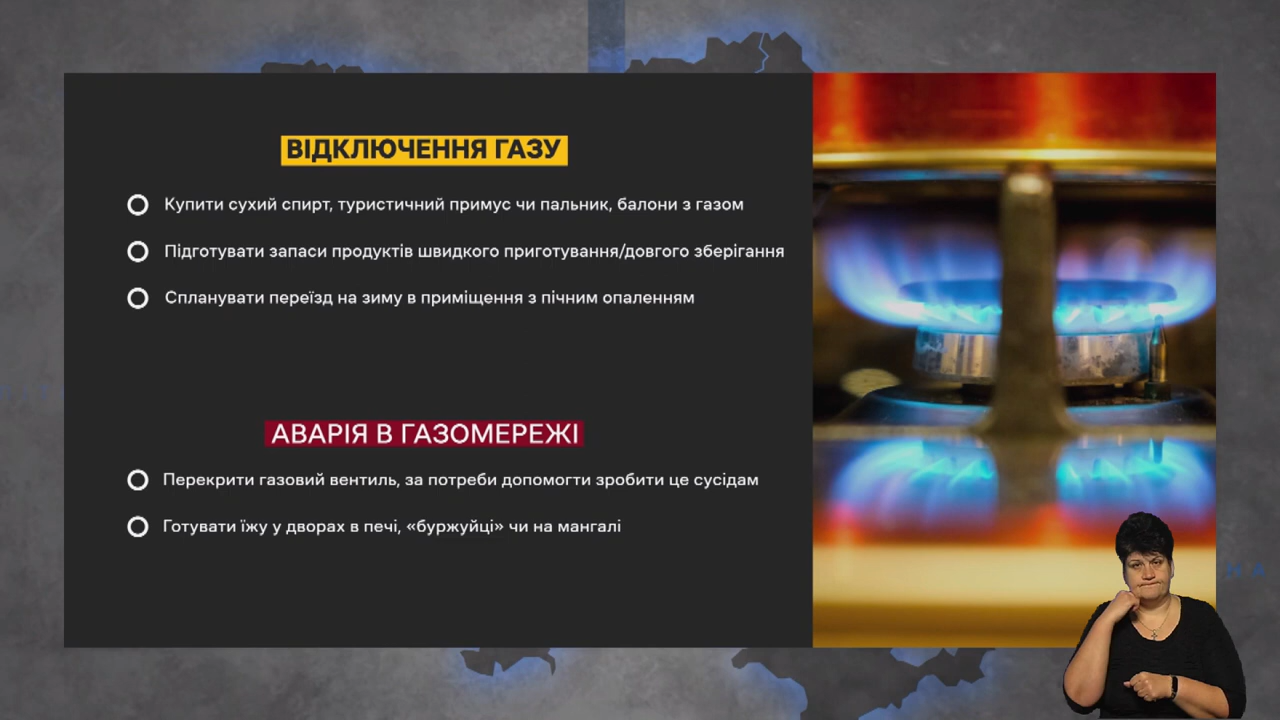 ВІДКЛЮЧЕННЯ ГАЗУ
Купити сухий спирт, туристичний примус чи пальник, балони з газом
Підготувати запаси продуктів швидкого приготування/довгого зберігання
Спланувати переїзд на зиму в приміщення з пічним опаленням
АВАРІЯ В ГАЗОМЕРЕЖІ
Перекрити газовий вентиль, за потреби допомогти зробити це сусідам
Готувати їжу у дворах в печі, «буржуйці» чи на мангалі